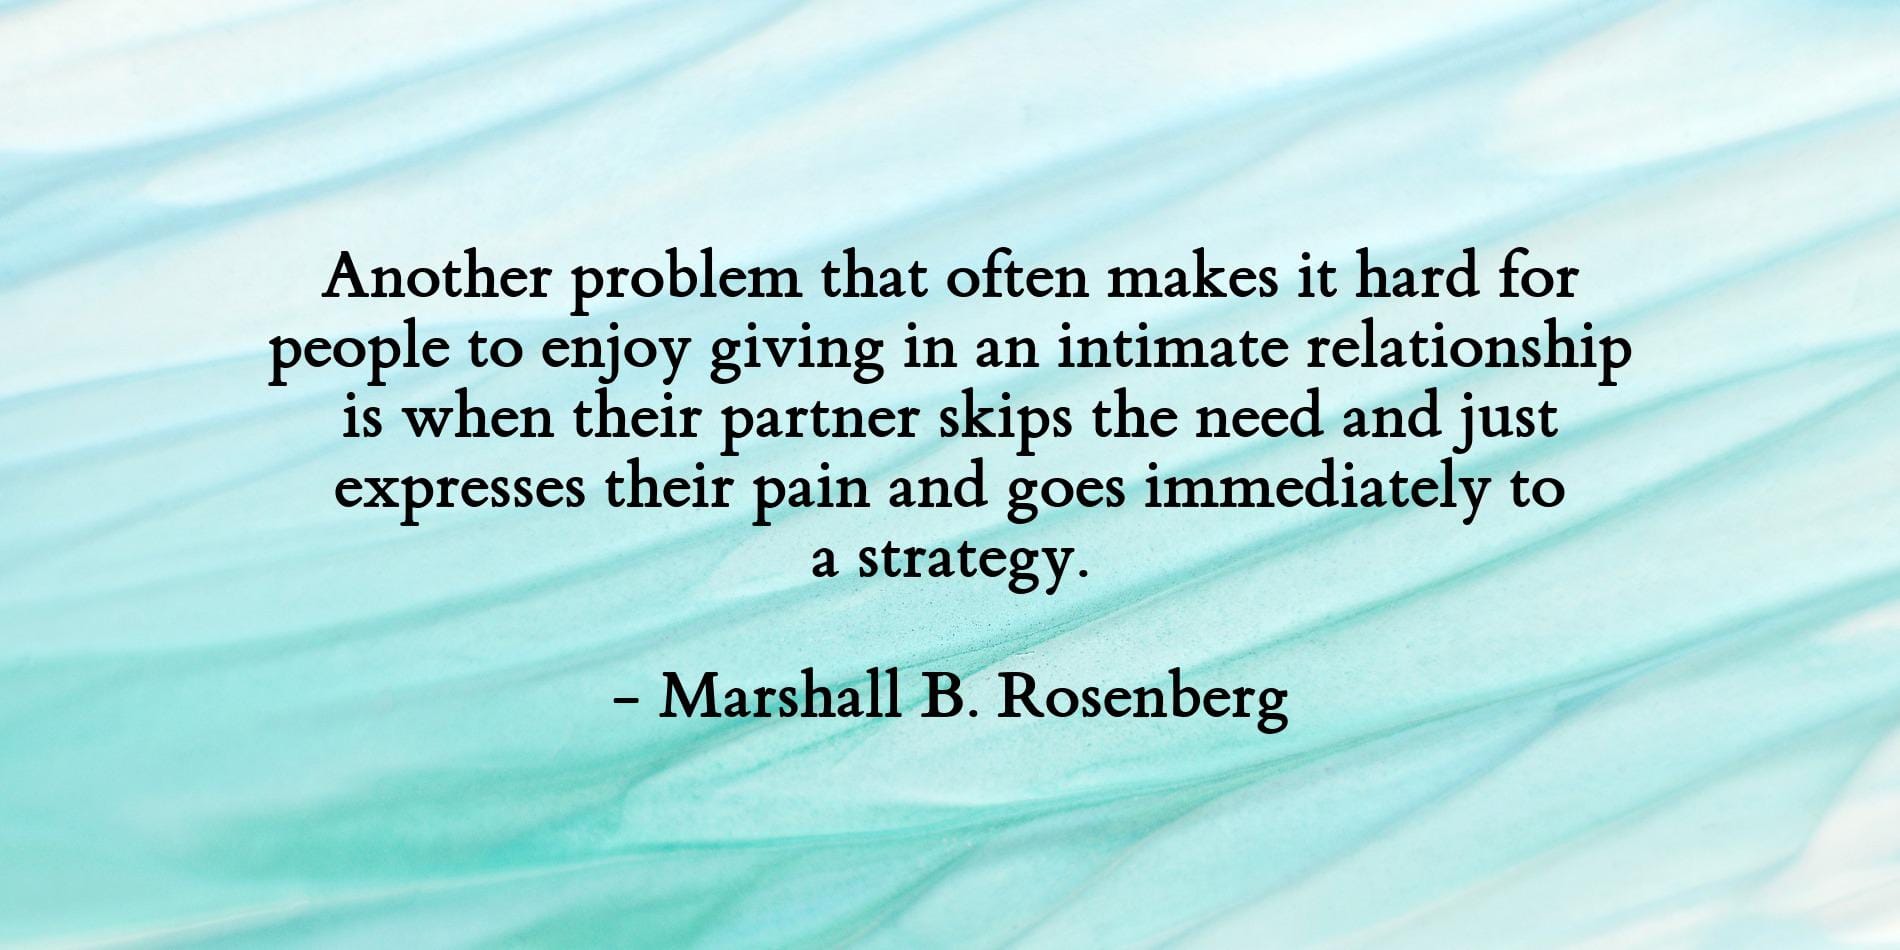 Another problem that often makes it hard for
people to enjoy giving in an intimate relationship
is when their partner skips the need and just
expresses their pain and goes immediately to
a strategy.
– Marshall B. Rosenberg